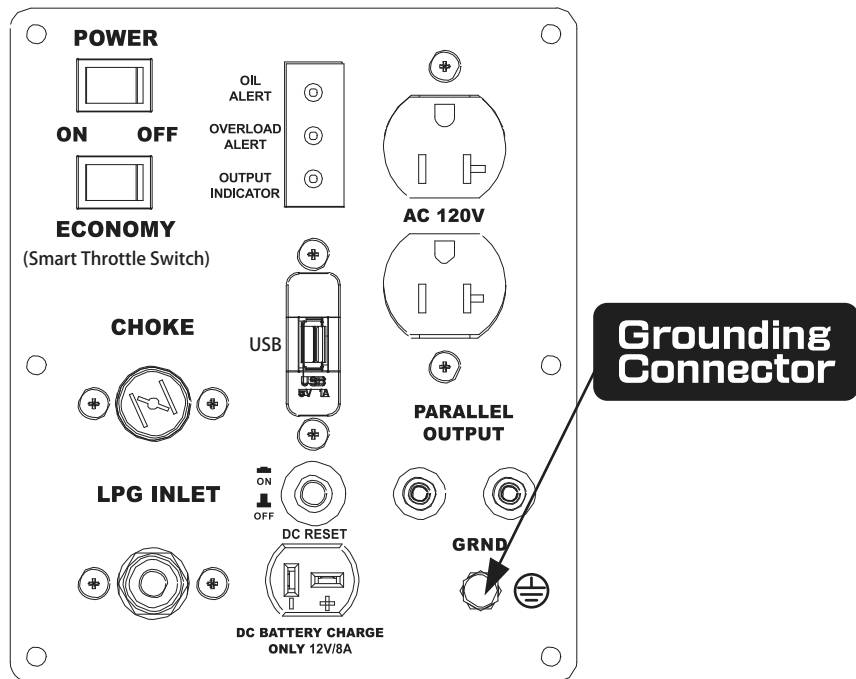 POWER
ON OFF
ECONOMY
(Smart Throttle Switch)
OIL
ALERT
OVERLOAD
ALERT
OUTPUT
INDICATOR
AC 120V
CHOKE
USB
USB
5V 1A
Grounding
Connector
PARALLEL
OUTPUT
LPG INLET
ON
OFF
DC RESET
GRND
DC BATTERY CHARGE
ONLY 12V/8A